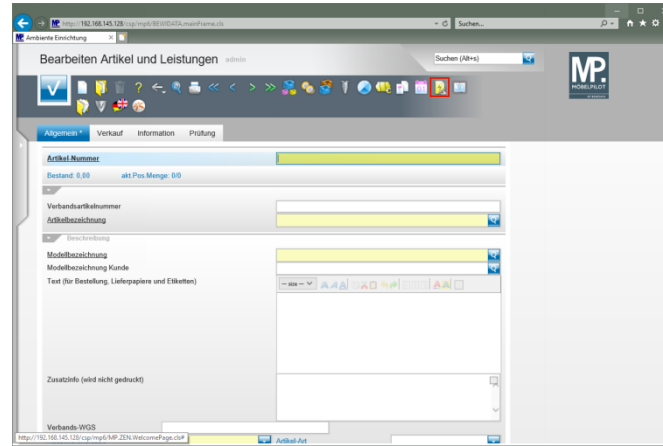 http://192.168.145.128/csp/mp6/BEWIDATA.mainFrame.cls
Suchen...
MP Ambiente Einrichtung
Bearbeiten Artikel und Leistungen admin
Suchen (Alt+s)
MP.
MÖBELPILOT
Allgemein * Verkauf Information Prüfung
Artikel-Nummer
Bestand: 0,00 akt.Pos.Menge: 0/0
Verbandsartikelnummer
Artikelbezeichnung
Beschreibung
Modellbezeichnung
Modellbezeichnung Kunde
Text (für Bestellung, Lieferpapiere und Etiketten)
Zusatzinfo (wird nicht gedruckt)
Verbands-WGS
http://192.168.145.128/csp/mp6/MP.ZEN.WelcomePage.cls#
Artikel-Art